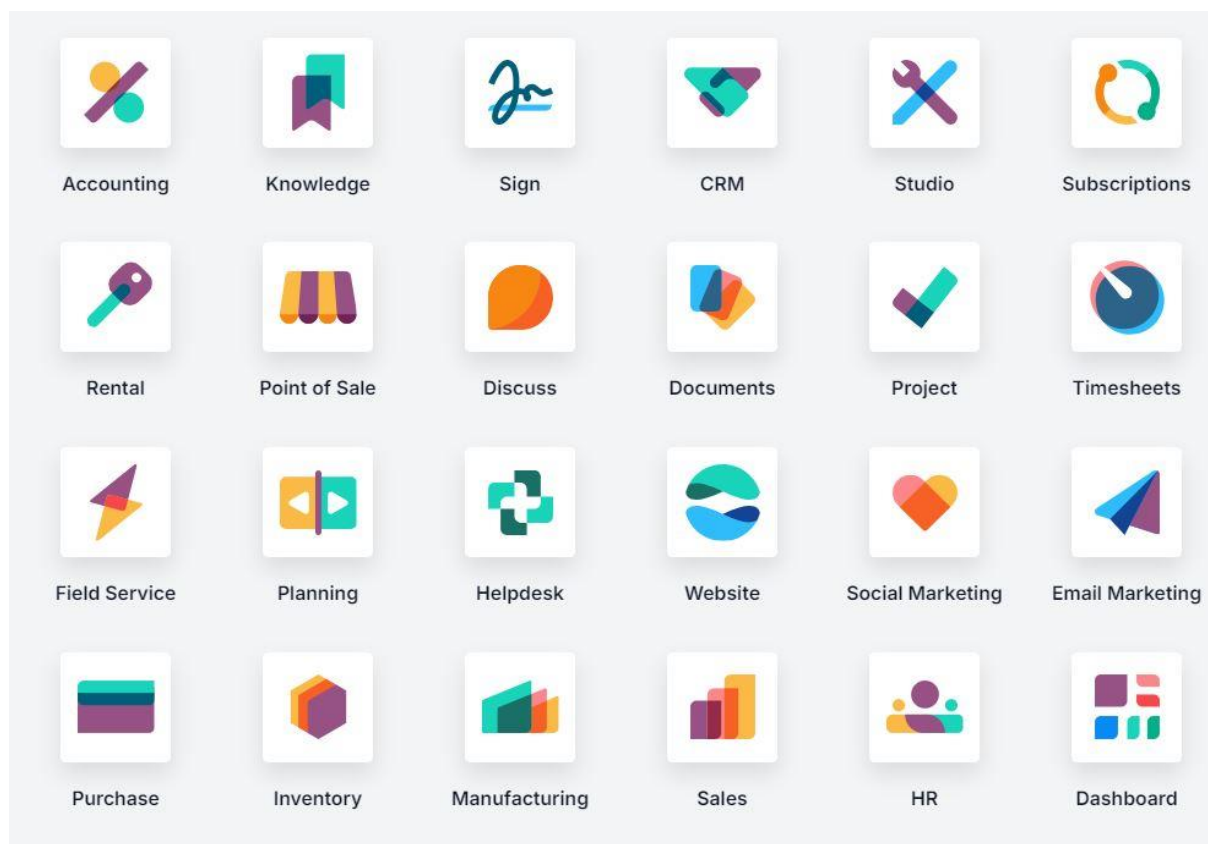 Accounting
Knowledge
Sign
CRM
Studio
Subscriptions
Rental
Point of Sale
Discuss
Documents
Project
Timesheets
Field Service
Planning
Helpdesk
Website
Social Marketing
Email Marketing
Purchase
Inventory
Manufacturing
Sales
HR
Dashboard